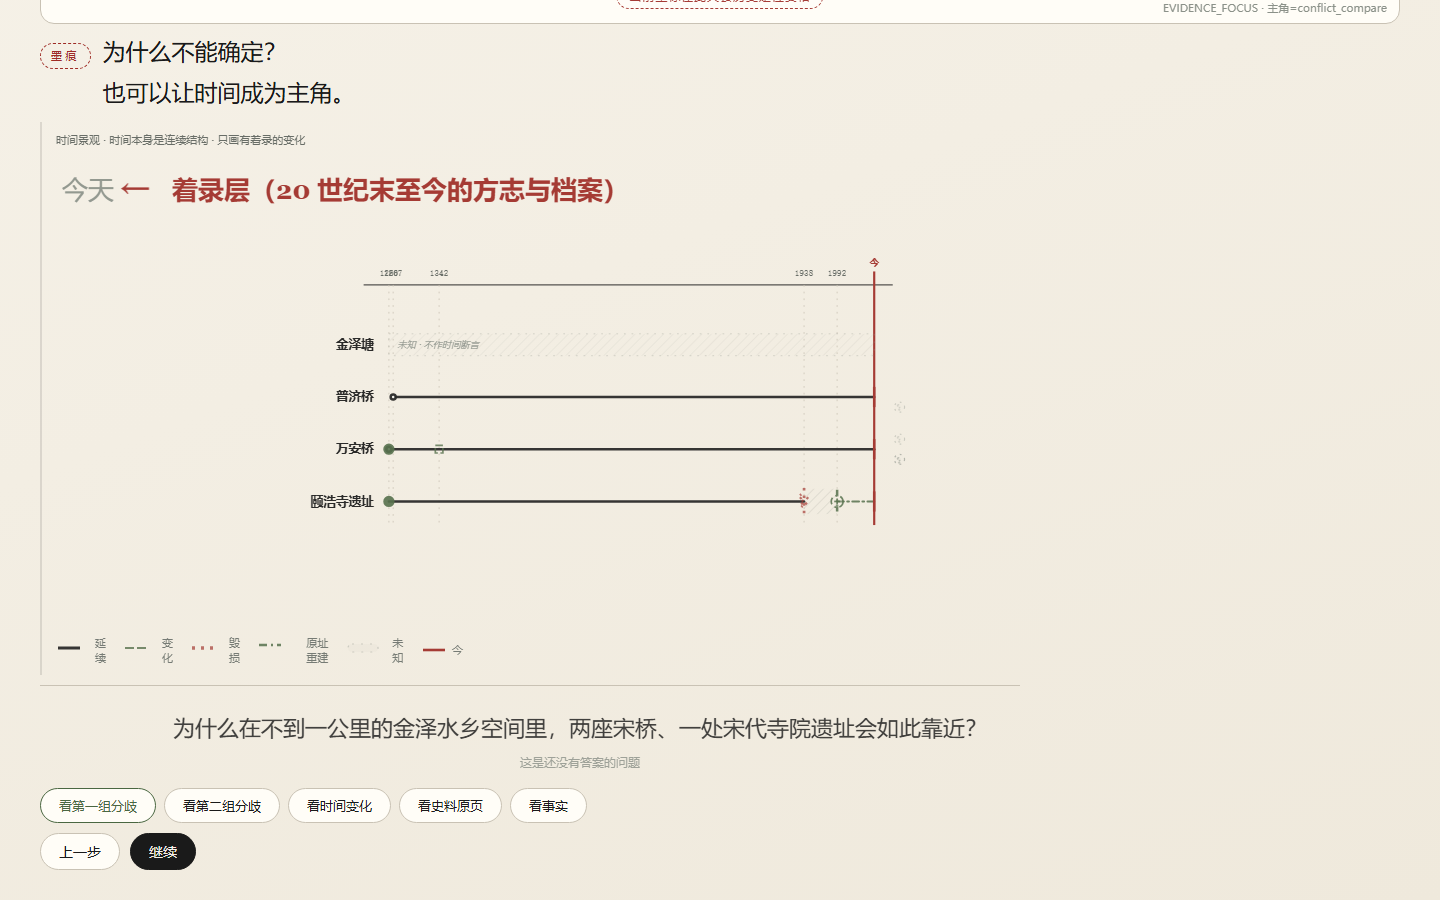 EVIDENCE_FOCUS · 主角=conflict_compare
墨痕
为什么不能确定?
也可以让时间成为主角。
时间景观 · 时间本身是连续结构 · 只画有着录的变化
今天 ← 着录层（20 世纪末至今的方志与档案）
今
1342
1938
1992
金泽塘
未知 · 不作时间断言
普济桥
万安桥
颐浩寺遗址
延续
变化
毁损
原址重建
未知
今
为什么在不到一公里的金泽水乡空间里，两座宋桥、一处宋代寺院遗址会如此靠近?
这是还没有答案的问题
看第一组分歧
看第二组分歧
看时间变化
看史料原页
看事实
上一步
继续